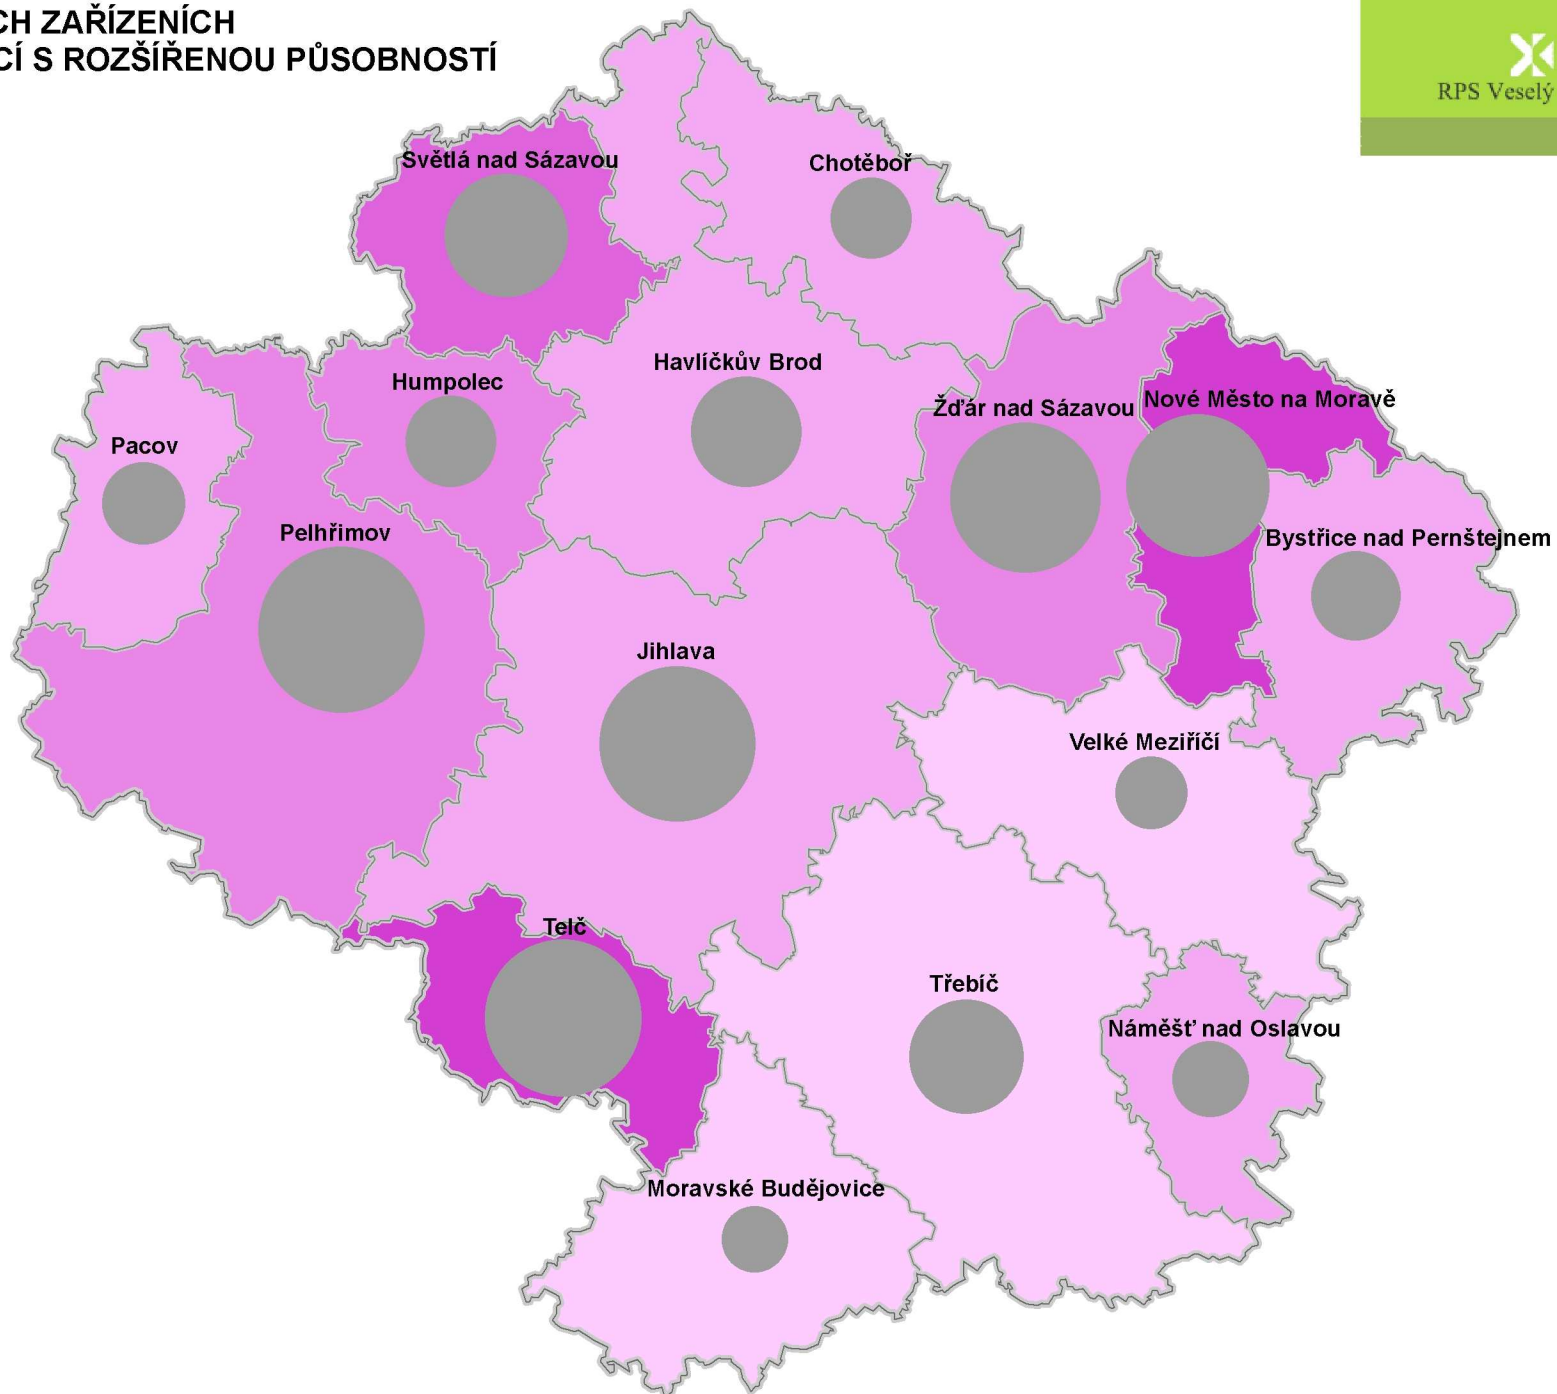 CH ZAŘÍZENÍCH
CÍ S ROZŠÍŘENOU PŮSOBNOSTÍ
RPS Veselý
Světlá nad Sázavou
Chotěboř
Havlíčkův Brod
Humpolec
Žďár nad Sázavou
Nové Město na Moravě
Pacov
Pelhřimov
Bystřice nad Pernštejnem
Jihlava
Velké Meziříčí
Telč
Třebíč
Náměšť nad Oslavou
Moravské Budějovice